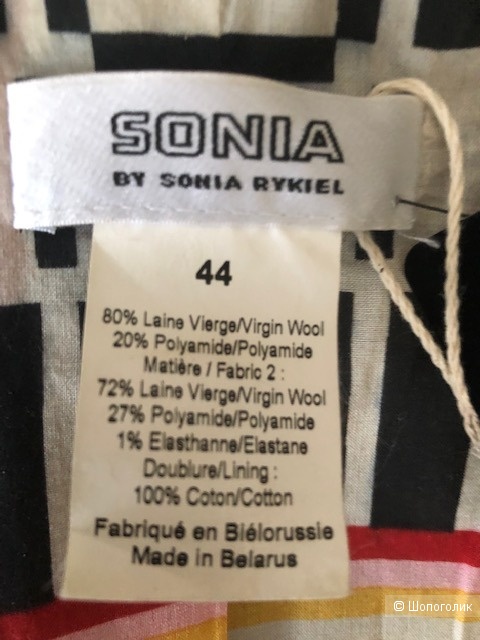 SONIA
BY SONIA RYKIEL
44
80% Laine Vierge/Virgin Wool
20% Polyamide/Polyamide
Matière / Fabric 2 :
72% Laine Vierge/Virgin Wool
27% Polyamide/Polyamide
1% Elasthanne/Elastane
Doublure/Lining :
100% Coton/Cotton
Fabriqué en Biélorussie
Made in Belarus
© Шопоголик